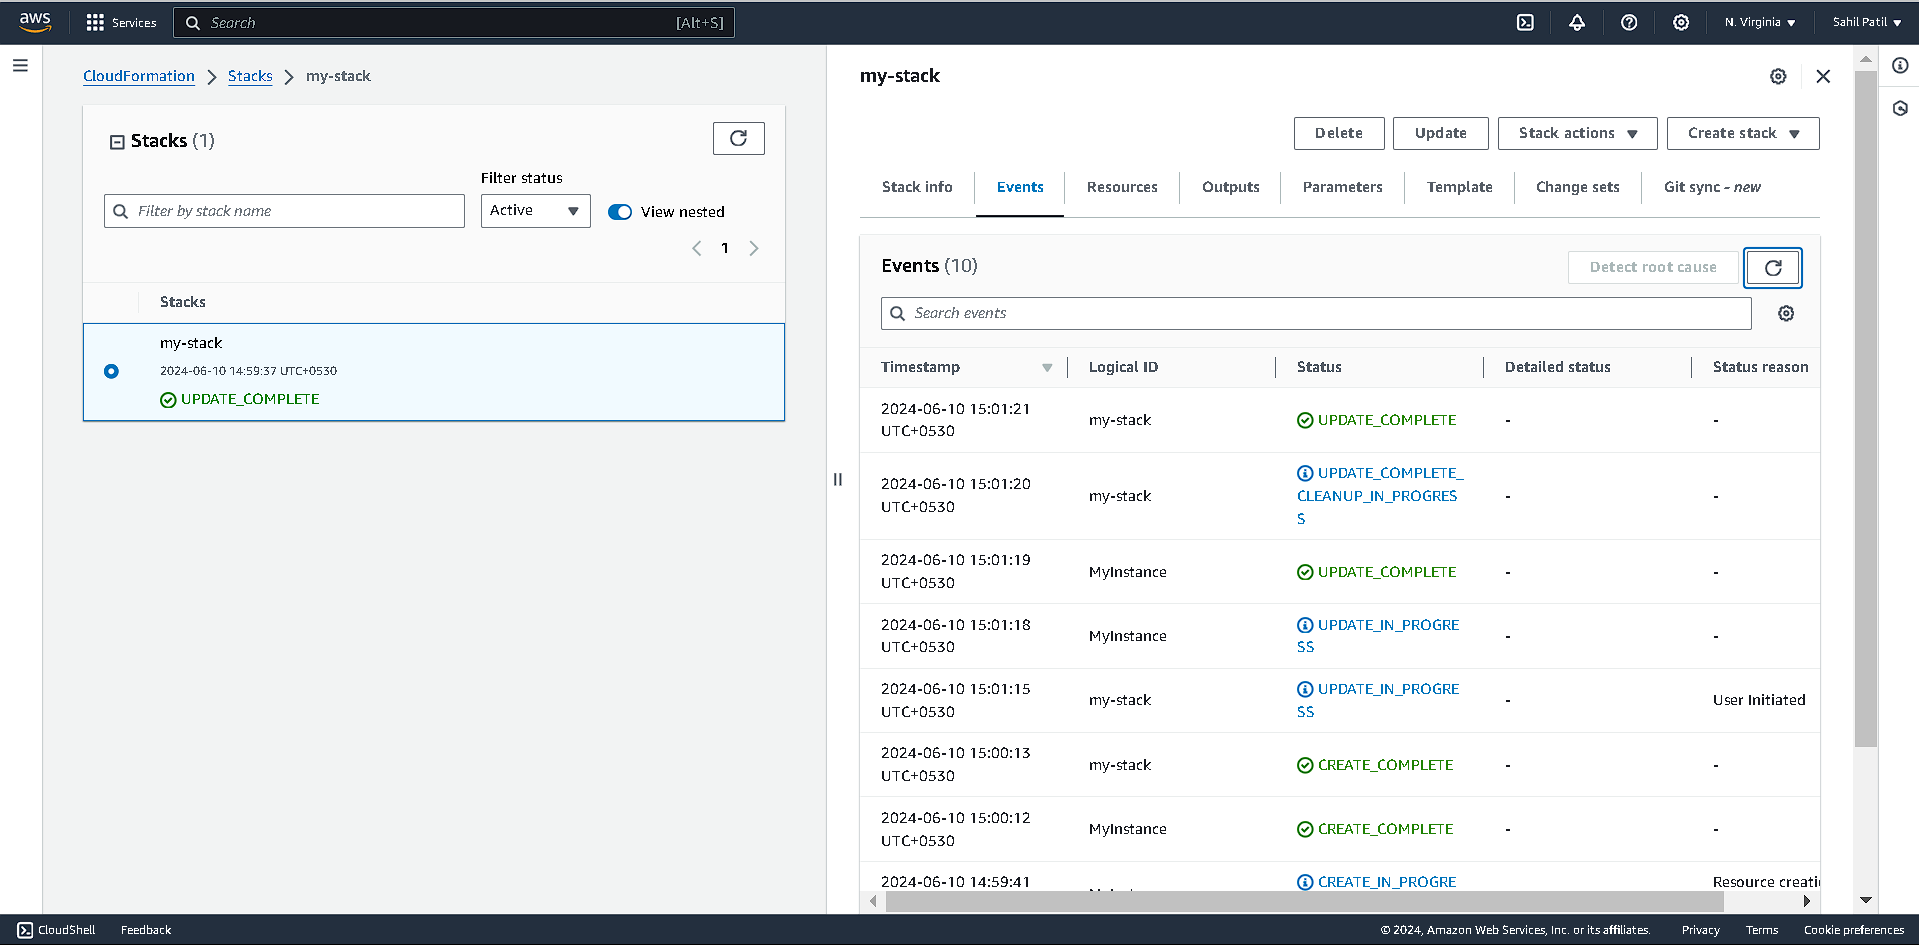 aws
Services
Search
[Alt+S]
N. Virginia
Sahil Patil
CloudFormation
Stacks
my-stack
Stacks (1)
Filter status
Filter by stack name
Active
View nested
1
Stacks
my-stack
2024-06-10 14:59:37 UTC+0530
UPDATE_COMPLETE
my-stack
Delete
Update
Stack actions
Create stack
Stack info
Events
Resources
Outputs
Parameters
Template
Change sets
Git sync - new
Events (10)
Detect root cause
Search events
Timestamp
Logical ID
Status
Detailed status
Status reason
2024-06-10 15:01:21
UTC+0530
my-stack
UPDATE_COMPLETE
-
-
2024-06-10 15:01:20
UTC+0530
my-stack
UPDATE_COMPLETE_
CLEANUP_IN_PROGRES
S
-
-
2024-06-10 15:01:19
UTC+0530
MyInstance
UPDATE_COMPLETE
-
-
2024-06-10 15:01:18
UTC+0530
MyInstance
UPDATE_IN_PROGRE
SS
-
-
2024-06-10 15:01:15
UTC+0530
my-stack
UPDATE_IN_PROGRE
SS
-
User Initiated
2024-06-10 15:00:13
UTC+0530
my-stack
CREATE_COMPLETE
-
-
2024-06-10 15:00:12
UTC+0530
MyInstance
CREATE_COMPLETE
-
-
2024-06-10 14:59:41
CREATE_IN_PROGRE
Resource creati
CloudShell
Feedback
© 2024, Amazon Web Services, Inc. or its affiliates.
Privacy
Terms
Cookie preferences